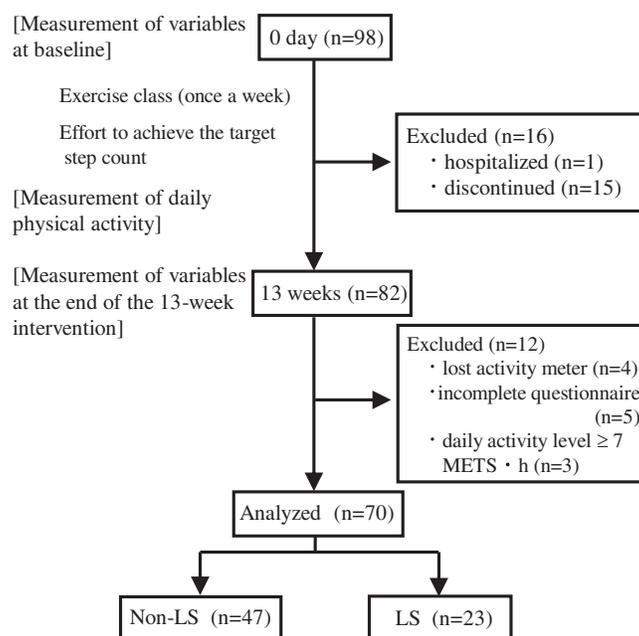 [Measurement of variables
at baseline]
0 day (n=98)
Exercise class (once a week)
Effort to achieve the target
step count
Excluded (n=16)
・hospitalized (n=1)
・discontinued (n=15)
[Measurement of daily
physical activity]
[Measurement of variables
at the end of the 13-week
intervention]
13 weeks (n=82)
Excluded (n=12)
・lost activity meter (n=4)
・incomplete questionnaire
(n=5)
・daily activity level ≥ 7
METS・h (n=3)
Analyzed (n=70)
Non-LS (n=47)
LS (n=23)